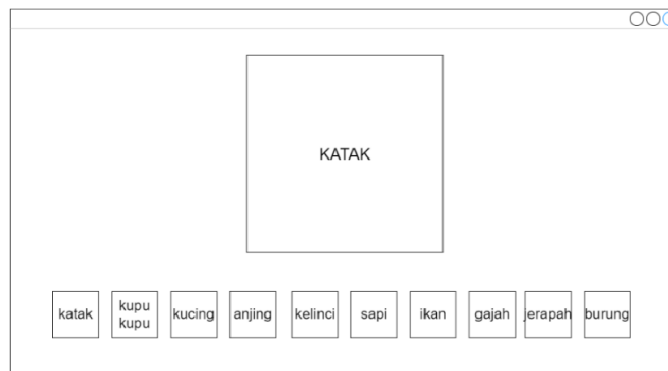 KATAK
katak
kupu
kupu
kucing
anjing
kelinci
sapi
ikan
gajah
jerapah
burung